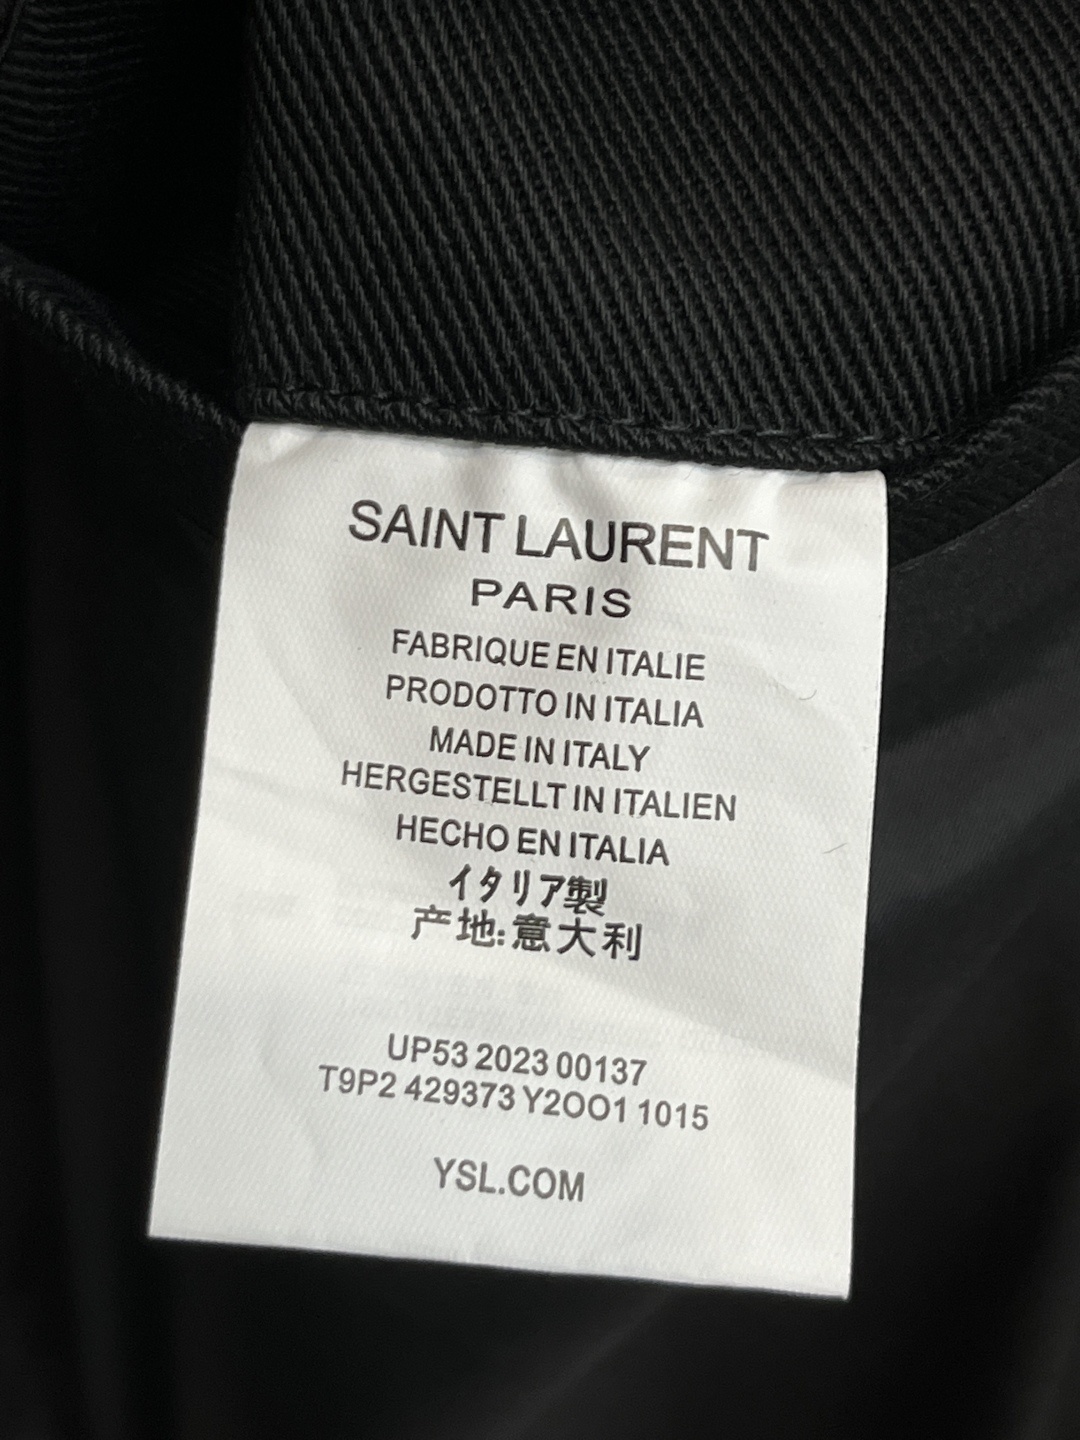 SAINT LAURENT
PARIS
FABRIQUE EN ITALIE
PRODOTTO IN ITALIA
MADE IN ITALY
HERGESTELLT IN ITALIEN
HECHO EN ITALIA
イタリア製
产地:意大利
UP53 2023 00137
T9P2 429373 Y2OO1 1015
YSL.COM